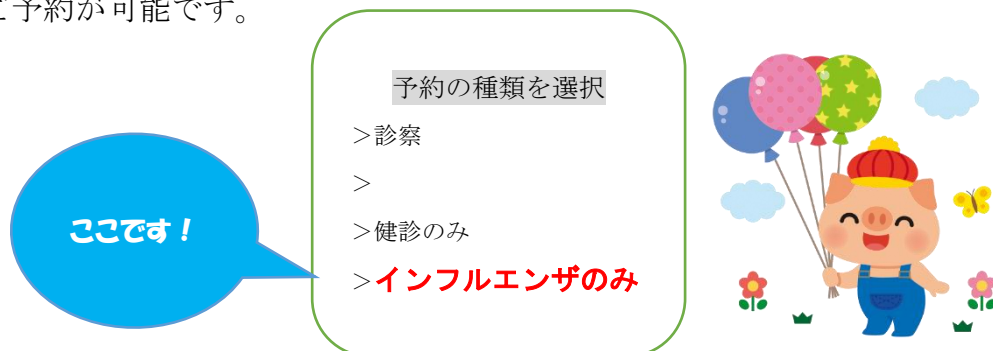 ご予約が可能です。
予約の種類を選択
＞診察
＞
＞健診のみ
＞インフルエンザのみ
ここです！